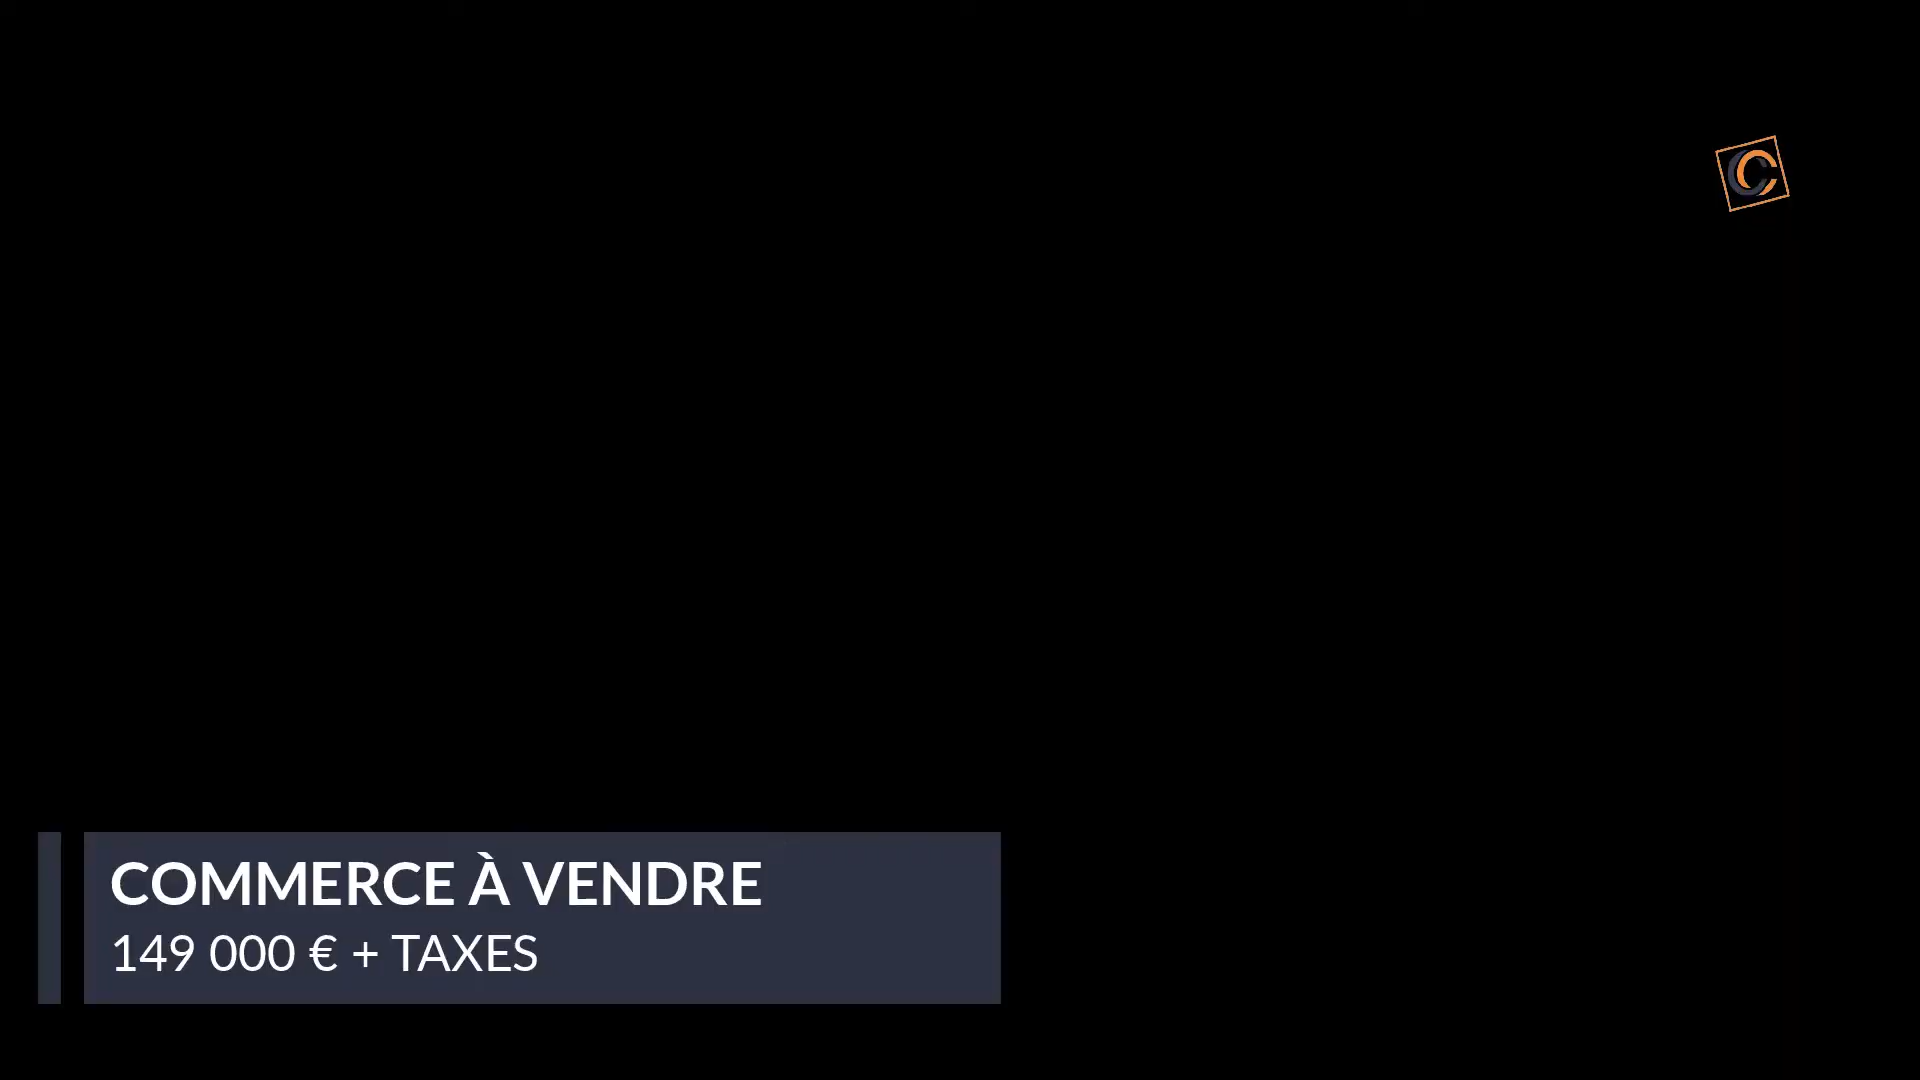 COMMERCE À VENDRE
149 000 € + TAXES